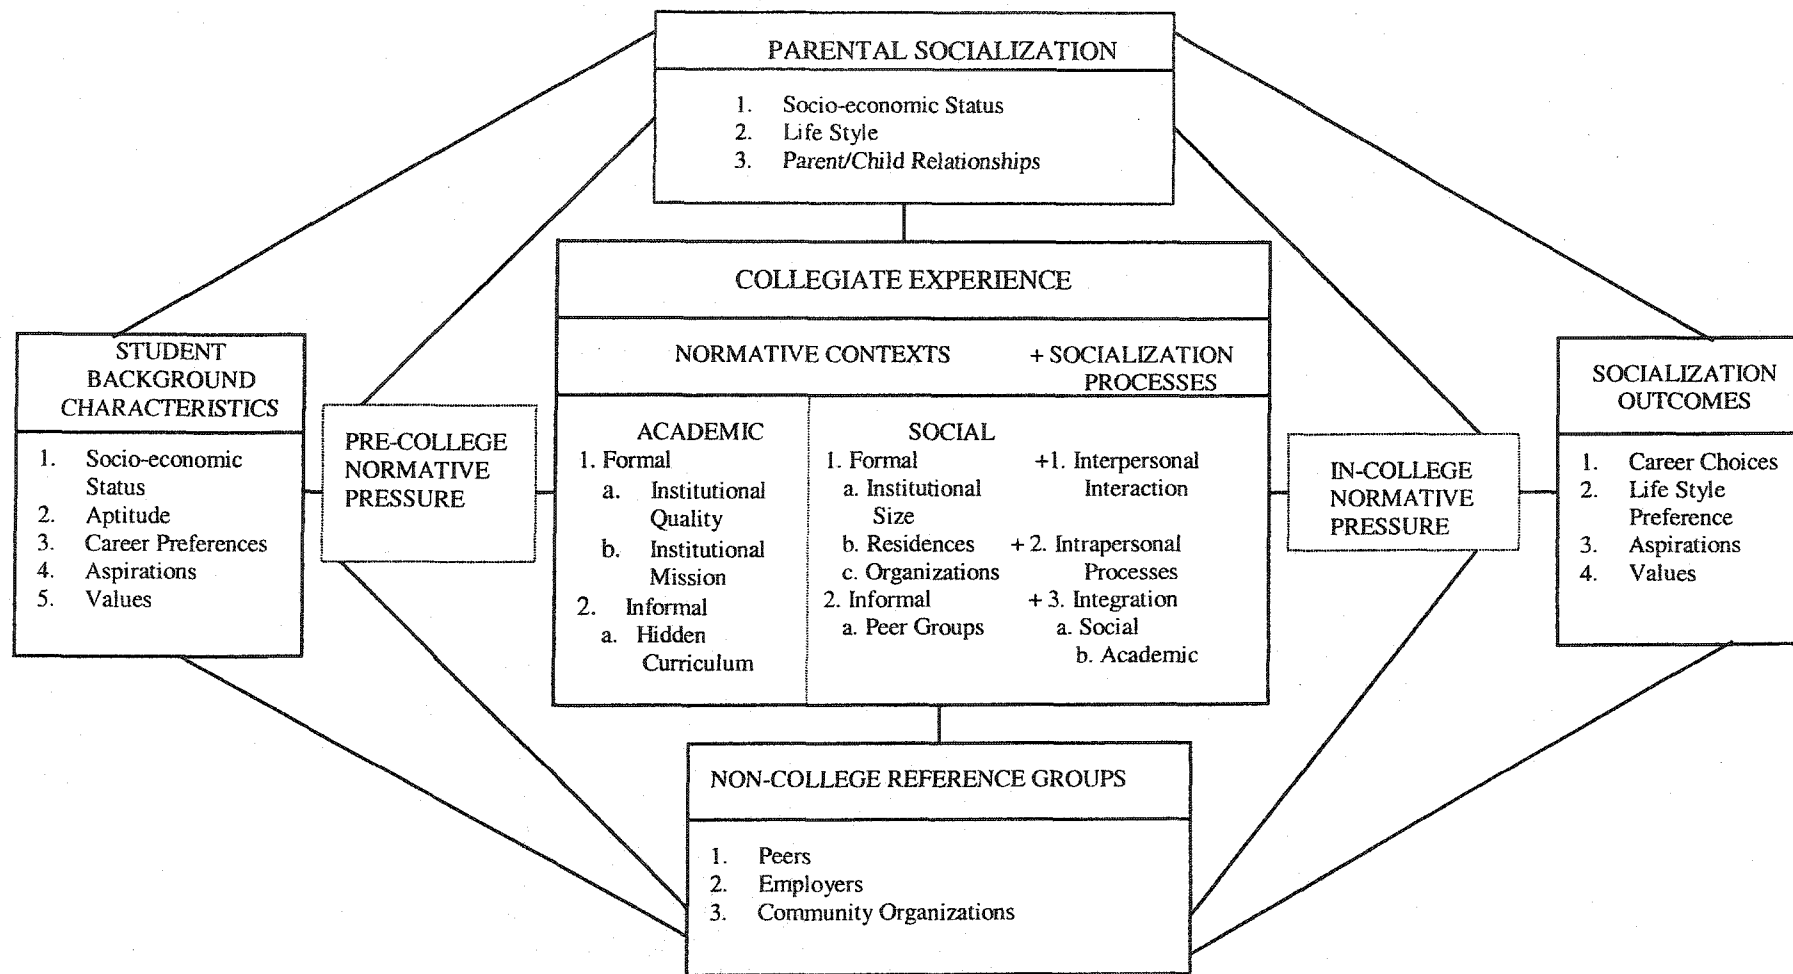 PARENTAL SOCIALIZATION
1. Socio-economic Status
2. Life Style
3. Parent/Child Relationships
COLLEGIATE EXPERIENCE
NORMATIVE CONTEXTS + SOCIALIZATION
PROCESSES
STUDENT
BACKGROUND
CHARACTERISTICS
1. Socio-economic
Status
2. Aptitude
3. Career Preferences
4. Aspirations
5. Values
PRE-COLLEGE
NORMATIVE
PRESSURE
ACADEMIC
1. Formal
a. Institutional
Quality
b. Institutional
Mission
2. Informal
a. Hidden
Curriculum
SOCIAL
1. Formal
a. Institutional
Size
b. Residences
c. Organizations
2. Informal
a. Peer Groups
+1. Interpersonal
Interaction
+ 2. Intrapersonal
Processes
+ 3. Integration
a. Social
b. Academic
IN-COLLEGE
NORMATIVE
PRESSURE
SOCIALIZATION
OUTCOMES
1. Career Choices
2. Life Style
Preference
3. Aspirations
4. Values
NON-COLLEGE REFERENCE GROUPS
1. Peers
2. Employers
3. Community Organizations